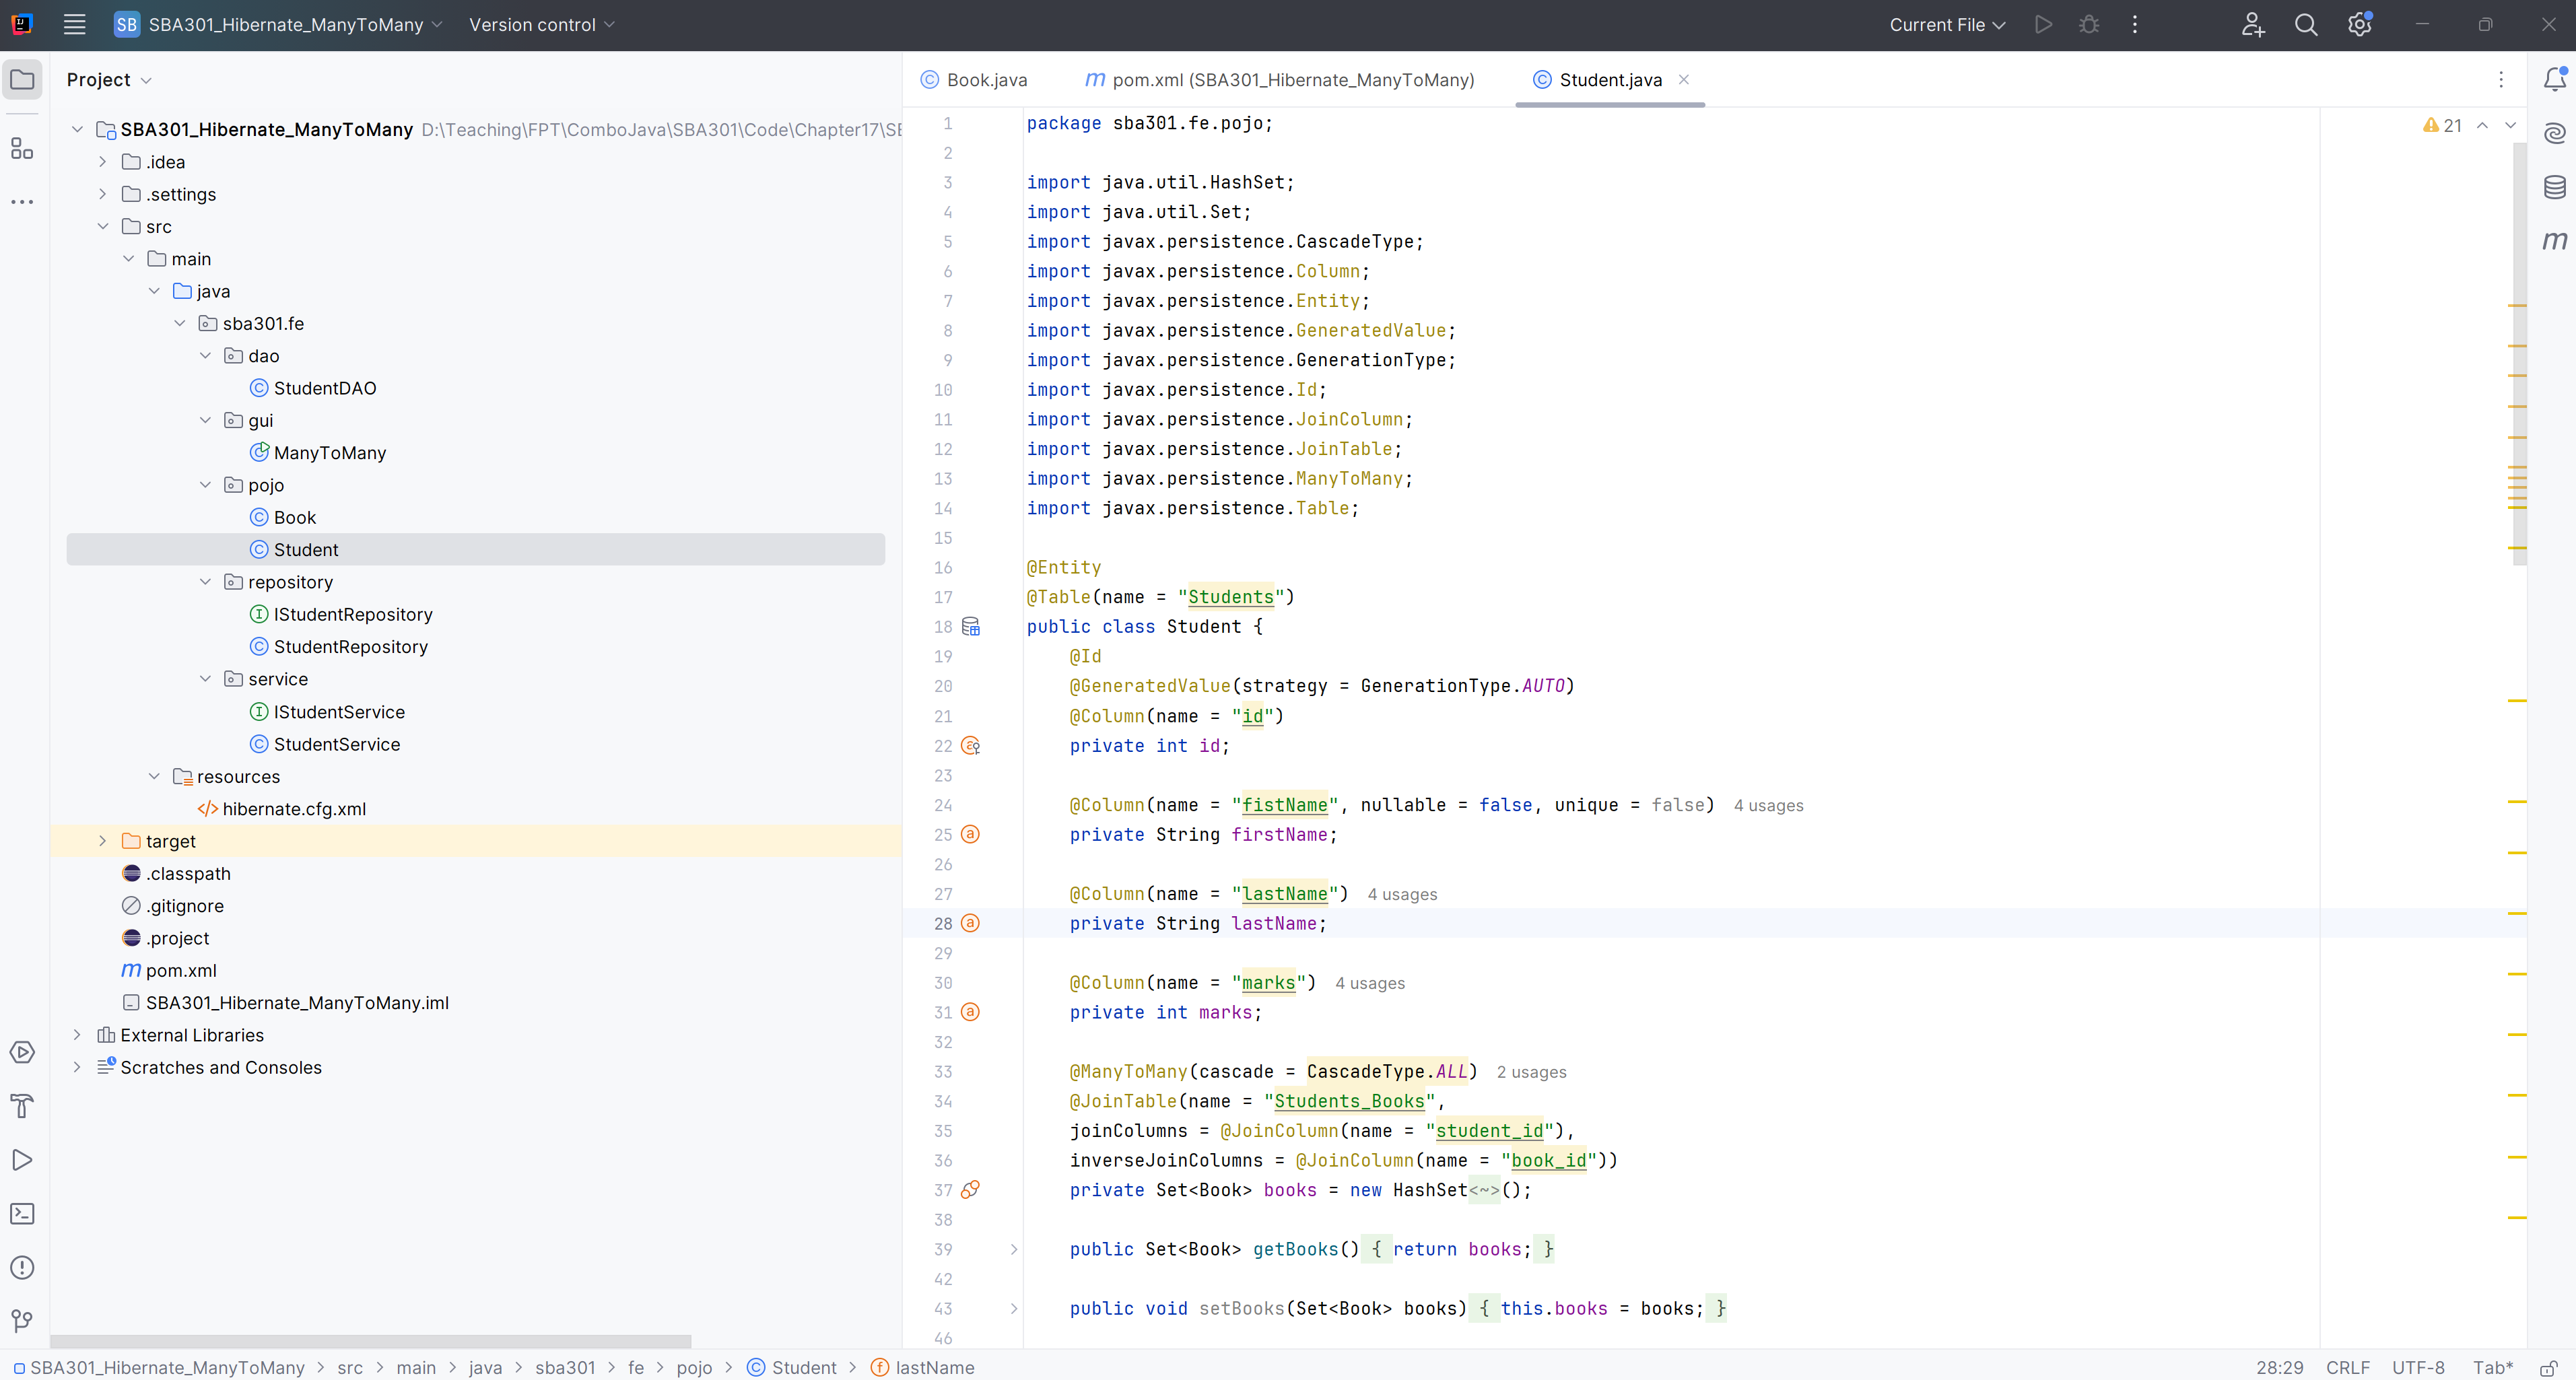 SB SBA301_Hibernate_ManyToMany Version control Current File
Project
SBA301_Hibernate_ManyToMany D:\Teaching\FPT\ComboJava\SBA301\Code\Chapter17\SE
.idea
.settings
src
main
java
sba301.fe
dao
StudentDAO
gui
ManyToMany
pojo
Book
Student
repository
IStudentRepository
StudentRepository
service
IStudentService
StudentService
resources
hibernate.cfg.xml
target
.classpath
.gitignore
.project
pom.xml
SBA301_Hibernate_ManyToMany.iml
External Libraries
Scratches and Consoles
Book.java pom.xml (SBA301_Hibernate_ManyToMany) Student.java
21
1 package sba301.fe.pojo;
2
3 import java.util.HashSet;
4 import java.util.Set;
5 import javax.persistence.CascadeType;
6 import javax.persistence.Column;
7 import javax.persistence.Entity;
8 import javax.persistence.GeneratedValue;
9 import javax.persistence.GenerationType;
10 import javax.persistence.Id;
11 import javax.persistence.JoinColumn;
12 import javax.persistence.JoinTable;
13 import javax.persistence.ManyToMany;
14 import javax.persistence.Table;
15
16 @Entity
17 @Table(name = "Students")
18 public class Student {
19 @Id
20 @GeneratedValue(strategy = GenerationType.AUTO)
21 @Column(name = "id")
22 private int id;
23
24 @Column(name = "fistName", nullable = false, unique = false) 4 usages
25 private String firstName;
26
27 @Column(name = "lastName") 4 usages
28 private String lastName;
29
30 @Column(name = "marks") 4 usages
31 private int marks;
32
33 @ManyToMany(cascade = CascadeType.ALL) 2 usages
34 @JoinTable(name = "Students_Books",
35 joinColumns = @JoinColumn(name = "student_id"),
36 inverseJoinColumns = @JoinColumn(name = "book_id"))
37 private Set<Book> books = new HashSet<~>();
38
39 public Set<Book> getBooks() { return books; }
42
43 public void setBooks(Set<Book> books) { this.books = books; }
46
SBA301_Hibernate_ManyToMany > src > main > java > sba301 > fe > pojo > Student > lastName 28:29 CRLF UTF-8 Tab*